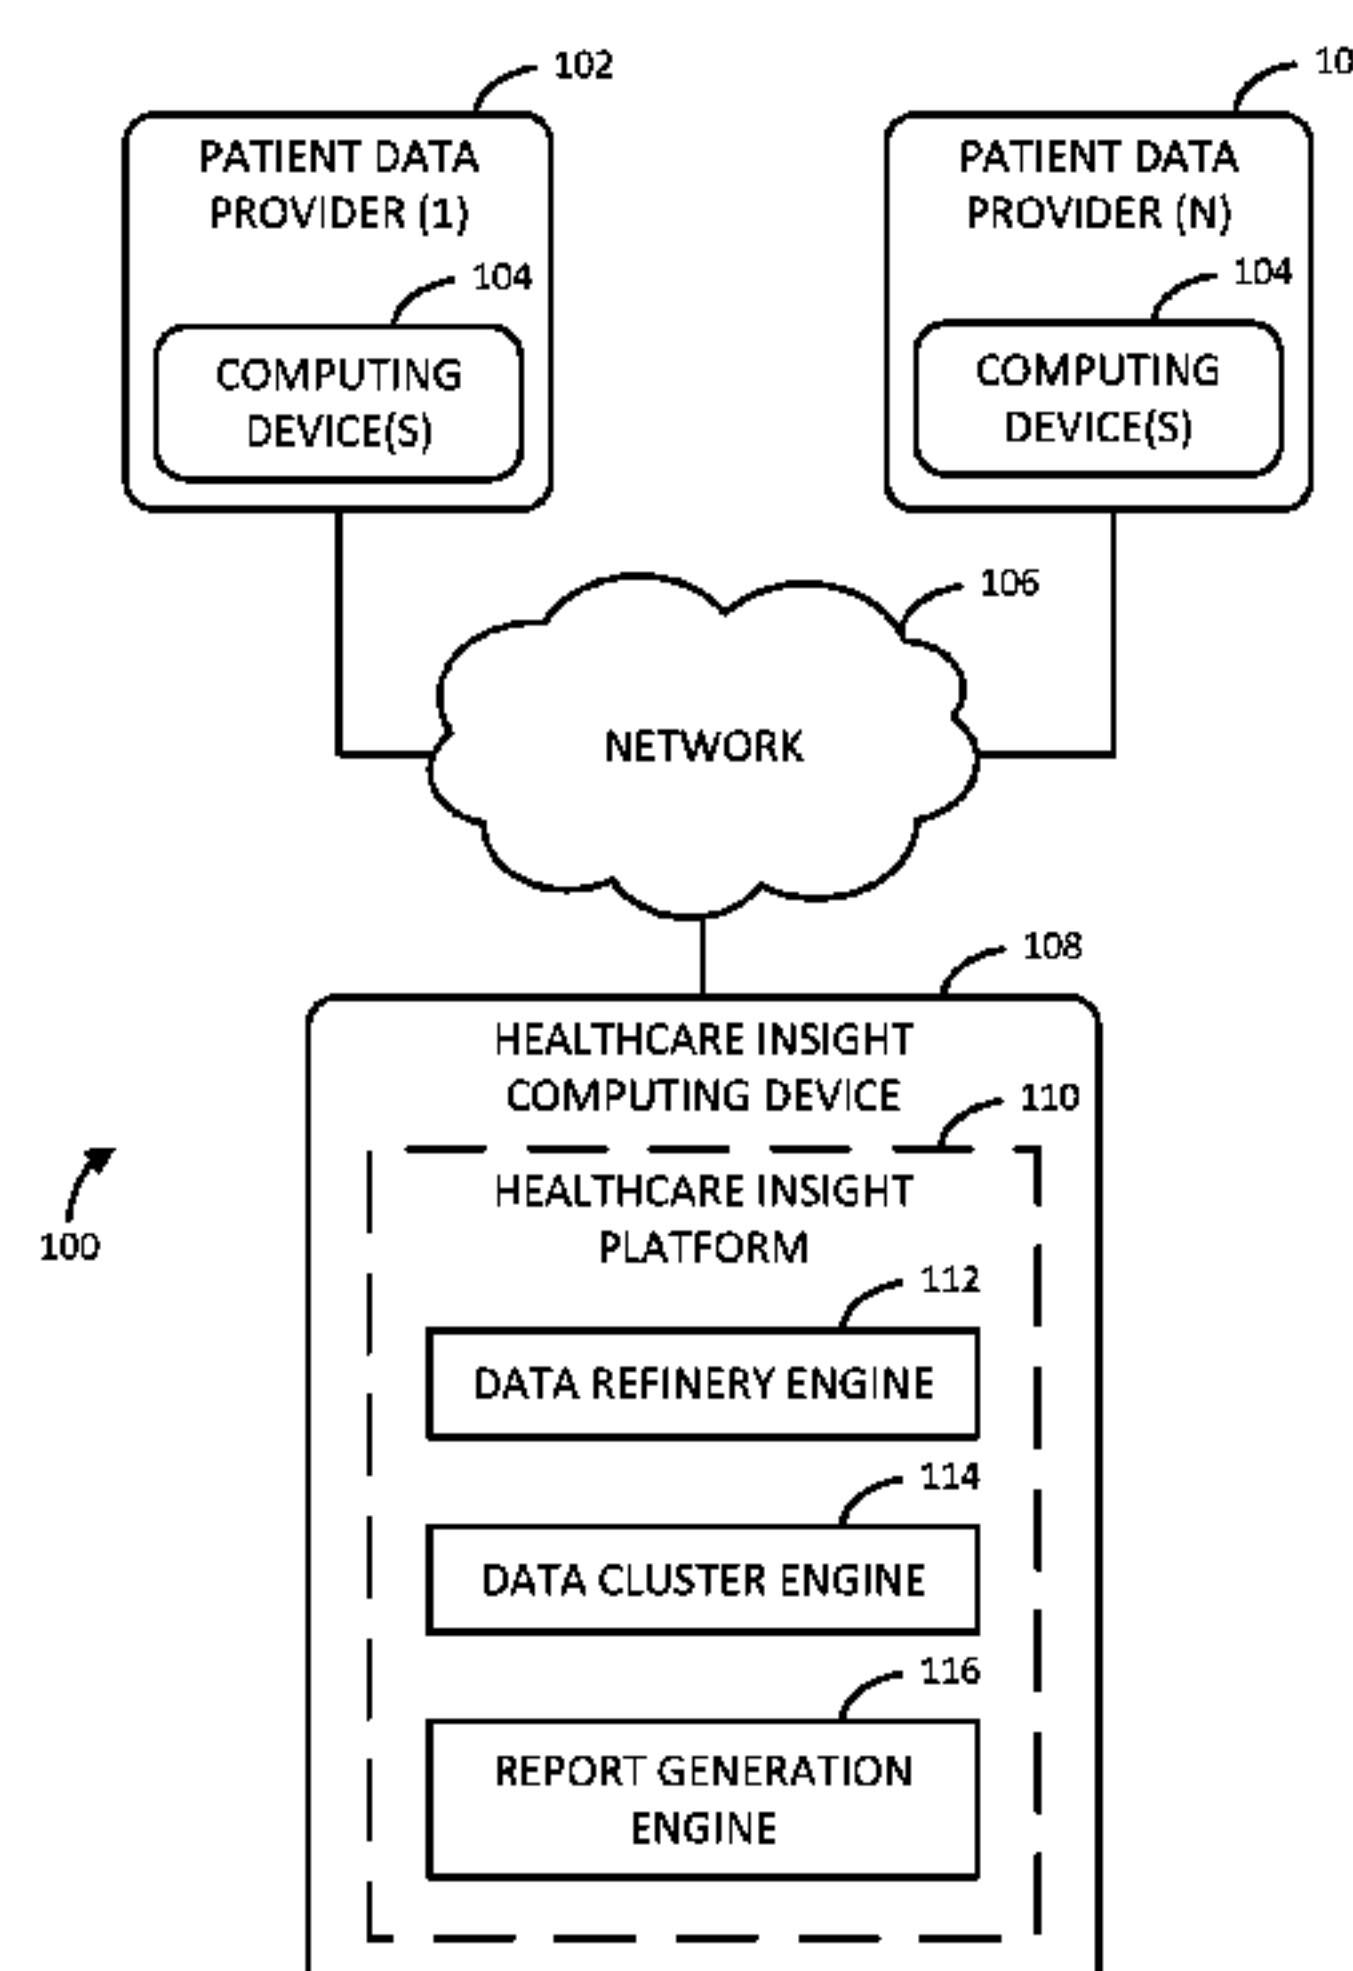 102
10
PATIENT DATA
PROVIDER (1)
PATIENT DATA
PROVIDER (N)
104
104
COMPUTING
DEVICE(S)
COMPUTING
DEVICE(S)
106
NETWORK
108
HEALTHCARE INSIGHT
COMPUTING DEVICE
110
HEALTHCARE INSIGHT
PLATFORM
100
112
DATA REFINERY ENGINE
114
DATA CLUSTER ENGINE
116
REPORT GENERATION
ENGINE